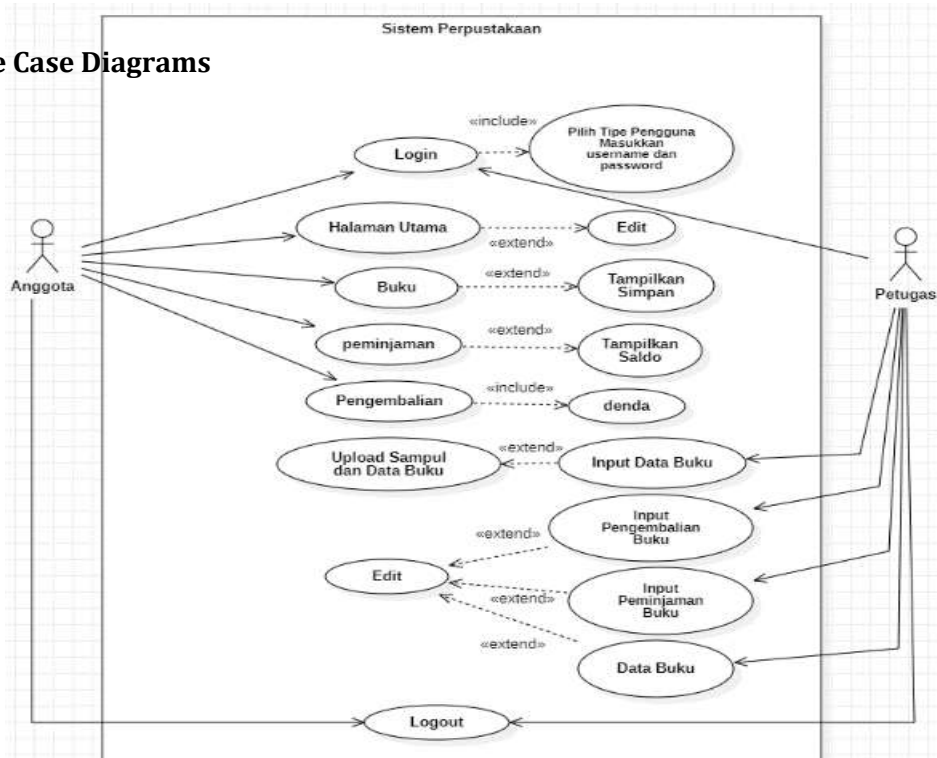 Sistem Perpustakaan
e Case Diagrams
«include»
Pilih Tipe Pengguna
Masukkan
username dan
password
Login
Halaman Utama
«extend»
Edit
Anggota
Petugas
Buku
«extend»
Tampilkan
Simpan
peminjaman
«extend»
Tampilkan
Saldo
Pengembalian
«include»
denda
Upload Sampul
dan Data Buku
«extend»
Input Data Buku
Input
Pengembalian
Buku
«extend»
Edit
«extend»
Input
Peminjaman
Buku
«extend»
Data Buku
Logout